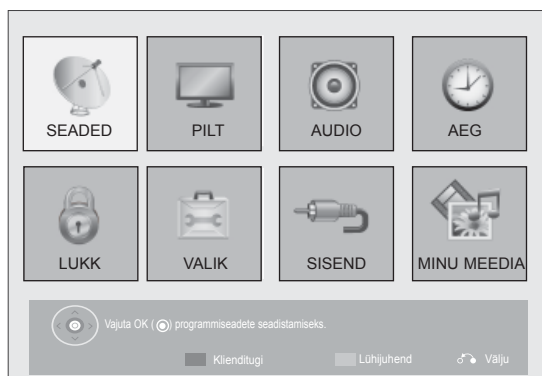 SEADED PILT AUDIO AEG
LUKK VALIK SISEND MINU MEEDIA
Vajuta OK ( ) programmiseadete seadistamiseks.
Klienditugi Lühijuhend Välju